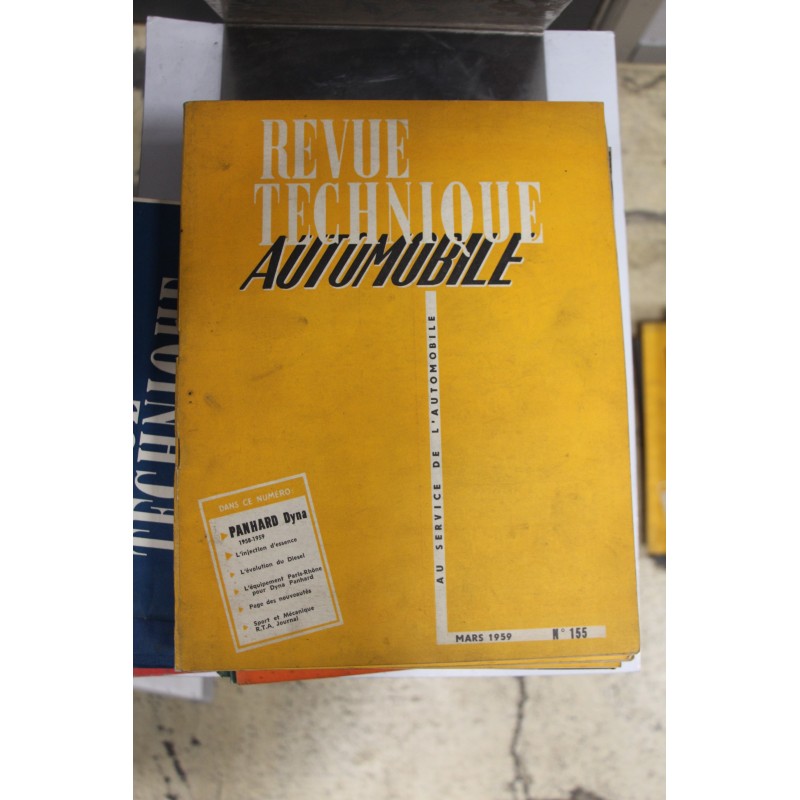 REVUE
TECHNIQUE
AUTOMOBILE
AU SERVICE DE L'AUTOMOBILE
DANS CE NUMÉRO:
PANHARD Dyna
1958-1959
L'injection d'essence
L'évolution du Diesel
L'équipement Paris-Rhône
pour Dyna Panhard
Page des nouveautés
Sport et Mécanique
R.T.A. Journal
MARS 1959 N° 155
TECHNIQUE